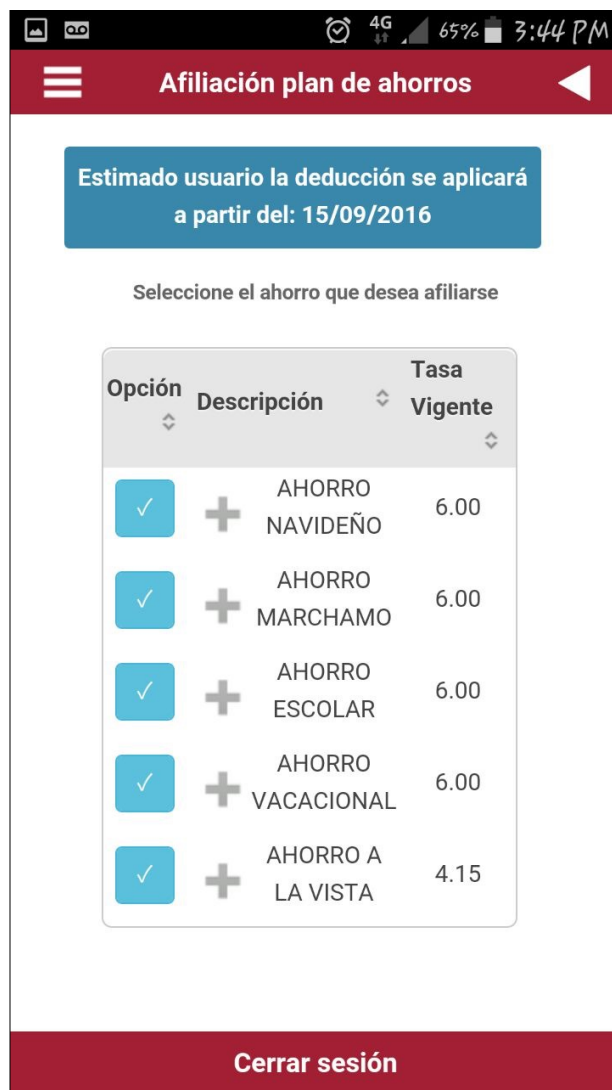 4G 65% 3:44 PM
Afiliación plan de ahorros
Estimado usuario la deducción se aplicará
a partir del: 15/09/2016
Seleccione el ahorro que desea afiliarse
Opción Descripción Tasa
Vigente
AHORRO
NAVIDEÑO 6.00
AHORRO
MARCHAMO 6.00
AHORRO
ESCOLAR 6.00
AHORRO
VACACIONAL 6.00
AHORRO A
LA VISTA 4.15
Cerrar sesión